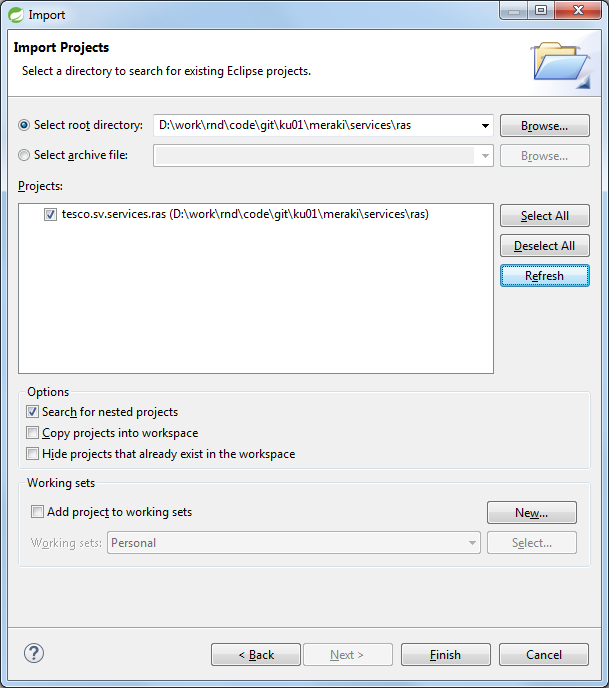 Import
Import Projects
Select a directory to search for existing Eclipse projects.
Select root directory: D:\work\rnd\code\git\ku01\meraki\services\ras Browse...
Select archive file: Browse...
Projects:
tesco.sv.services.ras (D:\work\rnd\code\git\ku01\meraki\services\ras)
Select All
Deselect All
Refresh
Options
Search for nested projects
Copy projects into workspace
Hide projects that already exist in the workspace
Working sets
Add project to working sets New...
Working sets: Personal Select...
? < Back Next > Finish Cancel